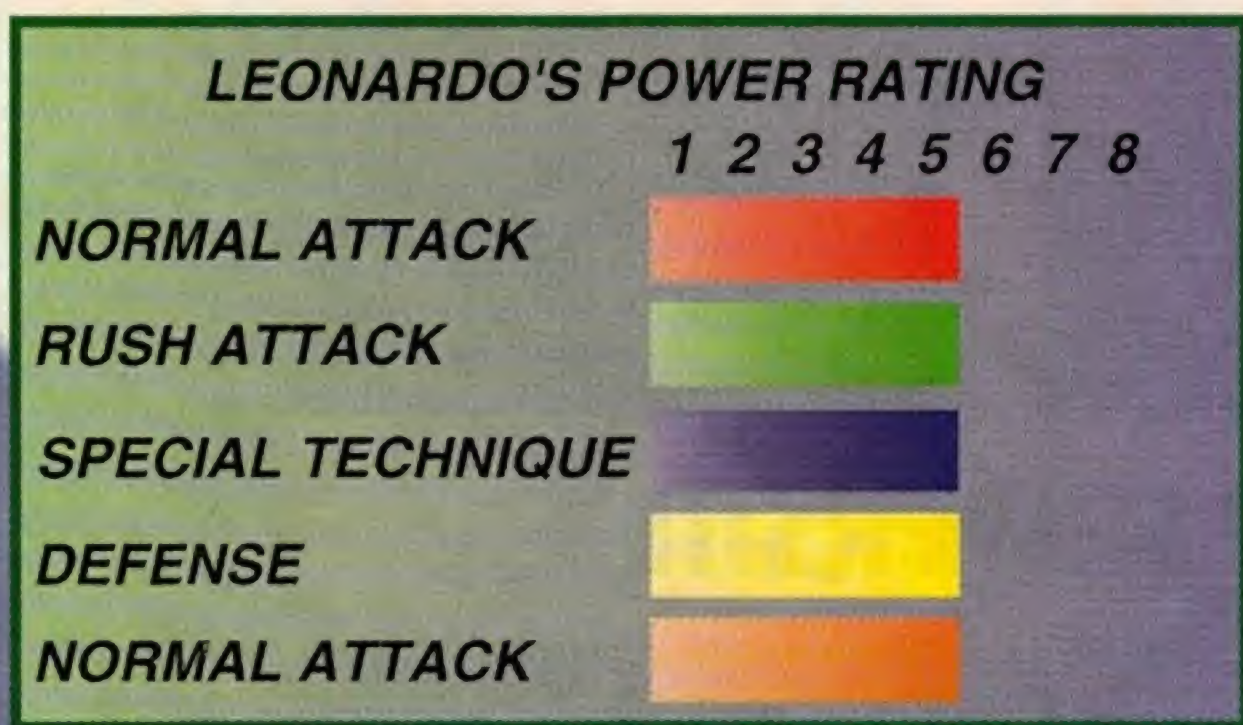 LEONARDO'S POWER RATING
1 2 3 4 5 6 7 8
NORMAL ATTACK
RUSH ATTACK
SPECIAL TECHNIQUE
DEFENSE
NORMAL ATTACK